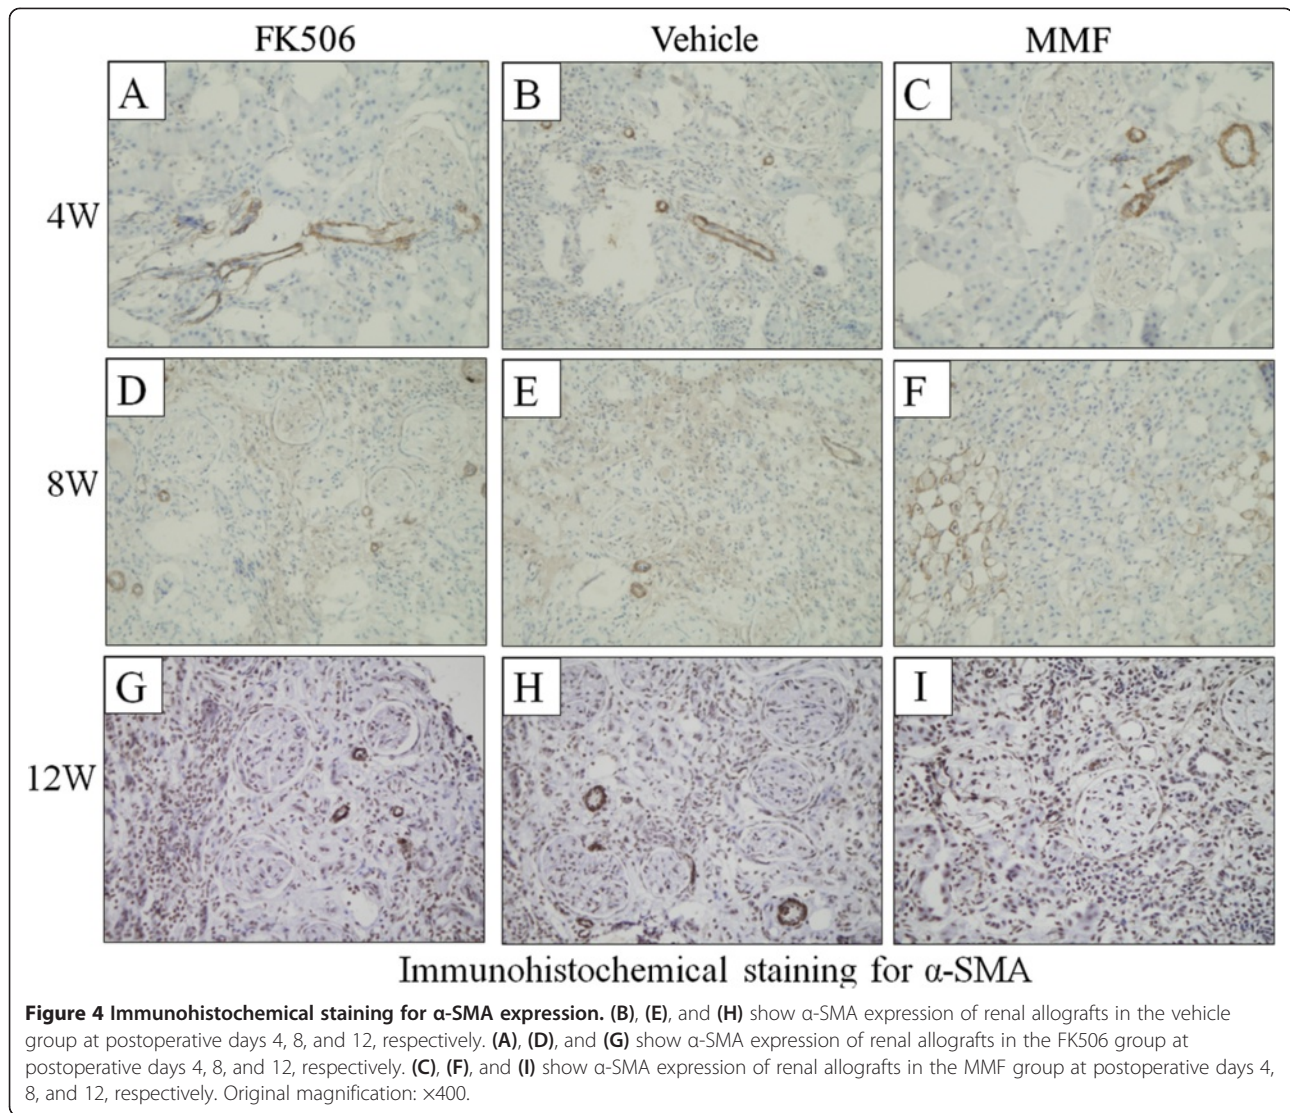 FK506 Vehicle MMF
A B C
4W
D E F
8W
G H I
12W
Immunohistochemical staining for α-SMA
Figure 4 Immunohistochemical staining for α-SMA expression. (B), (E), and (H) show α-SMA expression of renal allografts in the vehicle
group at postoperative days 4, 8, and 12, respectively. (A), (D), and (G) show α-SMA expression of renal allografts in the FK506 group at
postoperative days 4, 8, and 12, respectively. (C), (F), and (I) show α-SMA expression of renal allografts in the MMF group at postoperative days 4,
8, and 12, respectively. Original magnification: ×400.